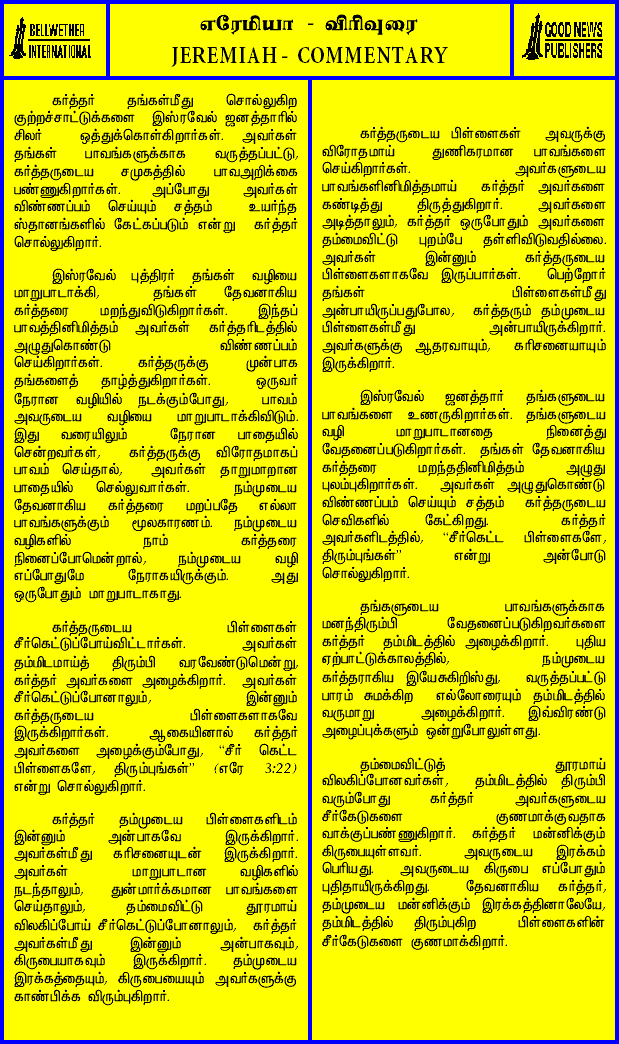 BELLWETHER
INTERNATIONAL
எரேமியா - விரிவுரை
JEREMIAH - COMMENTARY
GOOD NEWS
PUBLISHERS
கர்த்தர் தங்கள்மீது சொல்லுகிற
குற்றச்சாட்டுக்களை இஸ்ரவேல் ஜனத்தாரில்
சிலர் ஒத்துக்கொள்கிறார்கள். அவர்கள்
தங்கள் பாவங்களுக்காக வருத்தப்பட்டு,
கர்த்தருடைய சமுகத்தில் பாவஅறிக்கை
பண்ணுகிறார்கள். அப்போது அவர்கள்
விண்ணப்பம் செய்யும் சத்தம் உயர்ந்த
ஸ்தானங்களில் கேட்கப்படும் என்று கர்த்தர்
சொல்லுகிறார்.
இஸ்ரவேல் புத்திரர் தங்கள் வழியை
மாறுபாடாக்கி, தங்கள் தேவனாகிய
கர்த்தரை மறந்துவிடுகிறார்கள். இந்தப்
பாவத்தினிமித்தம் அவர்கள் கர்த்தரிடத்தில்
அழுதுகொண்டு விண்ணப்பம்
செய்கிறார்கள். கர்த்தருக்கு முன்பாக
தங்களைத் தாழ்த்துகிறார்கள். ஒருவர்
நேரான வழியில் நடக்கும்போது, பாவம்
அவருடைய வழியை மாறுபாடாக்கிவிடும்.
இது வரையிலும் நேரான பாதையில்
சென்றவர்கள், கர்த்தருக்கு விரோதமாகப்
பாவம் செய்தால், அவர்கள் தாறுமாறான
பாதையில் செல்லுவார்கள். நம்முடைய
தேவனாகிய கர்த்தரை மறப்பதே எல்லா
பாவங்களுக்கும் மூலகாரணம். நம்முடைய
வழிகளில் நாம் கர்த்தரை
நினைப்போமென்றால், நம்முடைய வழி
எப்போதுமே நேராகயிருக்கும். அது
ஒருபோதும் மாறுபாடாகாது.
கர்த்தருடைய பிள்ளைகள்
சீர்கெட்டுப்போய்விட்டார்கள். அவர்கள்
தம்மிடமாய்த் திரும்பி வரவேண்டுமென்று,
கர்த்தர் அவர்களை அழைக்கிறார். அவர்கள்
சீர்கெட்டுப்போனாலும், இன்னும்
கர்த்தருடைய பிள்ளைகளாகவே
இருக்கிறார்கள். ஆகையினால் கர்த்தர்
அவர்களை அழைக்கும்போது, “சீர் கெட்ட
பிள்ளைகளே, திரும்புங்கள்” (எரே 3:22)
என்று சொல்லுகிறார்.
கர்த்தர் தம்முடைய பிள்ளைகளிடம்
இன்னும் அன்பாகவே இருக்கிறார்.
அவர்கள்மீது கரிசனையுடன் இருக்கிறார்.
அவர்கள் மாறுபாடான வழிகளில்
நடந்தாலும், துன்மார்க்கமான பாவங்களை
செய்தாலும், தம்மைவிட்டு தூரமாய்
விலகிப்போய் சீர்கெட்டுப்போனாலும், கர்த்தர்
அவர்கள்மீது இன்னும் அன்பாகவும்,
கிருபையாகவும் இருக்கிறார். தம்முடைய
இரக்கத்தையும், கிருபையையும் அவர்களுக்கு
காண்பிக்க விரும்புகிறார்.
கர்த்தருடைய பிள்ளைகள் அவருக்கு
விரோதமாய் துணிகரமான பாவங்களை
செய்கிறார்கள். அவர்களுடைய
பாவங்களினிமித்தமாய் கர்த்தர் அவர்களை
கண்டித்து திருத்துகிறார். அவர்களை
அடித்தாலும், கர்த்தர் ஒருபோதும் அவர்களை
தம்மைவிட்டு புறம்பே தள்ளிவிடுவதில்லை.
அவர்கள் இன்னும் கர்த்தருடைய
பிள்ளைகளாகவே இருப்பார்கள். பெற்றோர்
தங்கள் பிள்ளைகள்மீது
அன்பாயிருப்பதுபோல, கர்த்தரும் தம்முடைய
பிள்ளைகள்மீது அன்பாயிருக்கிறார்.
அவர்களுக்கு ஆதரவாயும், கரிசனையாயும்
இருக்கிறார்.
இஸ்ரவேல் ஜனத்தார் தங்களுடைய
பாவங்களை உணருகிறார்கள். தங்களுடைய
வழி மாறுபாடானதை நினைத்து
வேதனைப்படுகிறார்கள். தங்கள் தேவனாகிய
கர்த்தரை மறந்ததினிமித்தம் அழுது
புலம்புகிறார்கள். அவர்கள் அழுதுகொண்டு
விண்ணப்பம் செய்யும் சத்தம் கர்த்தருடைய
செவிகளில் கேட்கிறது. கர்த்தர்
அவர்களிடத்தில், “சீர்கெட்ட பிள்ளைகளே,
திரும்புங்கள்” என்று அன்போடு
சொல்லுகிறார்.
தங்களுடைய பாவங்களுக்காக
மனந்திரும்பி வேதனைப்படுகிறவர்களை
கர்த்தர் தம்மிடத்தில் அழைக்கிறார். புதிய
ஏற்பாட்டுக்காலத்தில், நம்முடைய
கர்த்தராகிய இயேசுகிறிஸ்து, வருத்தப்பட்டு
பாரம் சுமக்கிற எல்லோரையும் தம்மிடத்தில்
வருமாறு அழைக்கிறார். இவ்விரண்டு
அழைப்புக்களும் ஒன்றுபோலுள்ளது.
தம்மைவிட்டுத் தூரமாய்
விலகிப்போனவர்கள், தம்மிடத்தில் திரும்பி
வரும்போது கர்த்தர் அவர்களுடைய
சீர்கேடுகளை குணமாக்குவதாக
வாக்குப்பண்ணுகிறார். கர்த்தர் மன்னிக்கும்
கிருபையுள்ளவர். அவருடைய இரக்கம்
பெரியது. அவருடைய கிருபை எப்போதும்
புதிதாயிருக்கிறது. தேவனாகிய கர்த்தர்,
தம்முடைய மன்னிக்கும் இரக்கத்தினாலேயே,
தம்மிடத்தில் திரும்புகிற பிள்ளைகளின்
சீர்கேடுகளை குணமாக்கிறார்.